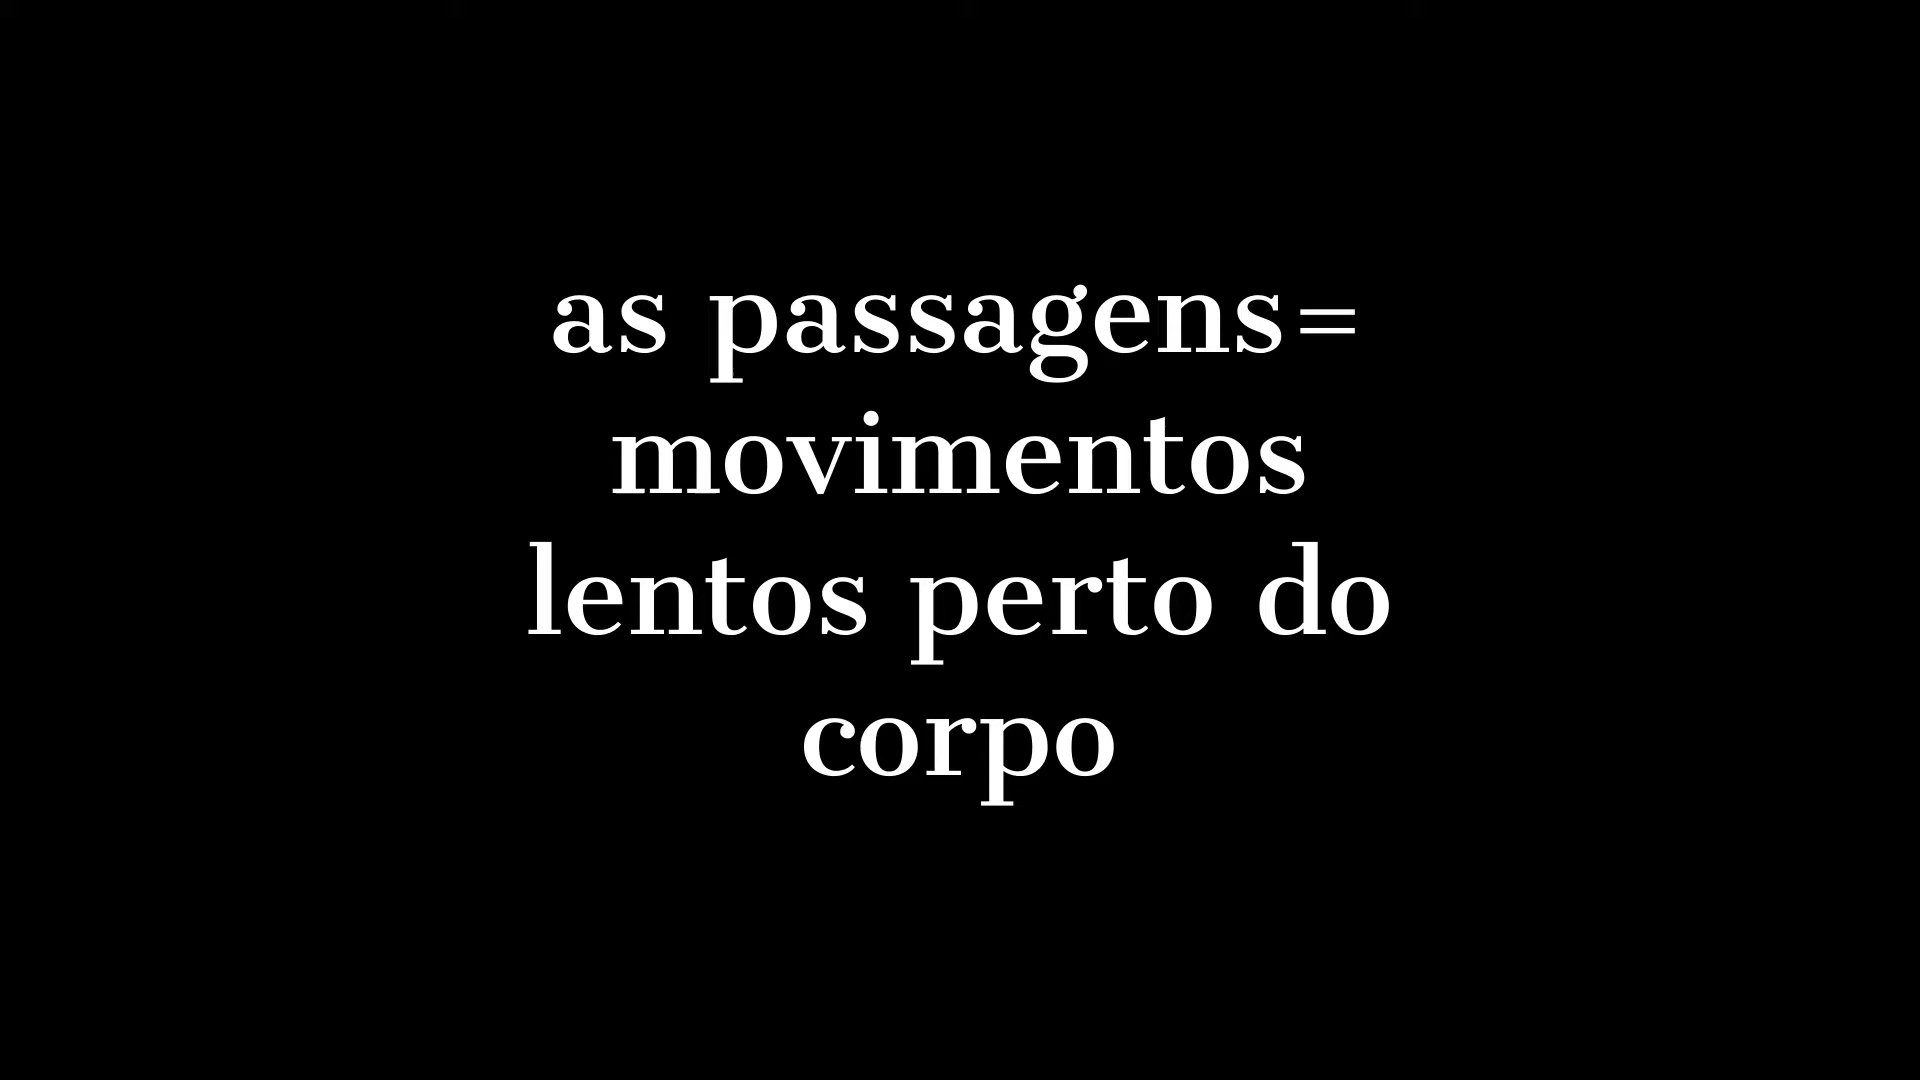 as passagens=
movimentos
lentos perto do
corpo